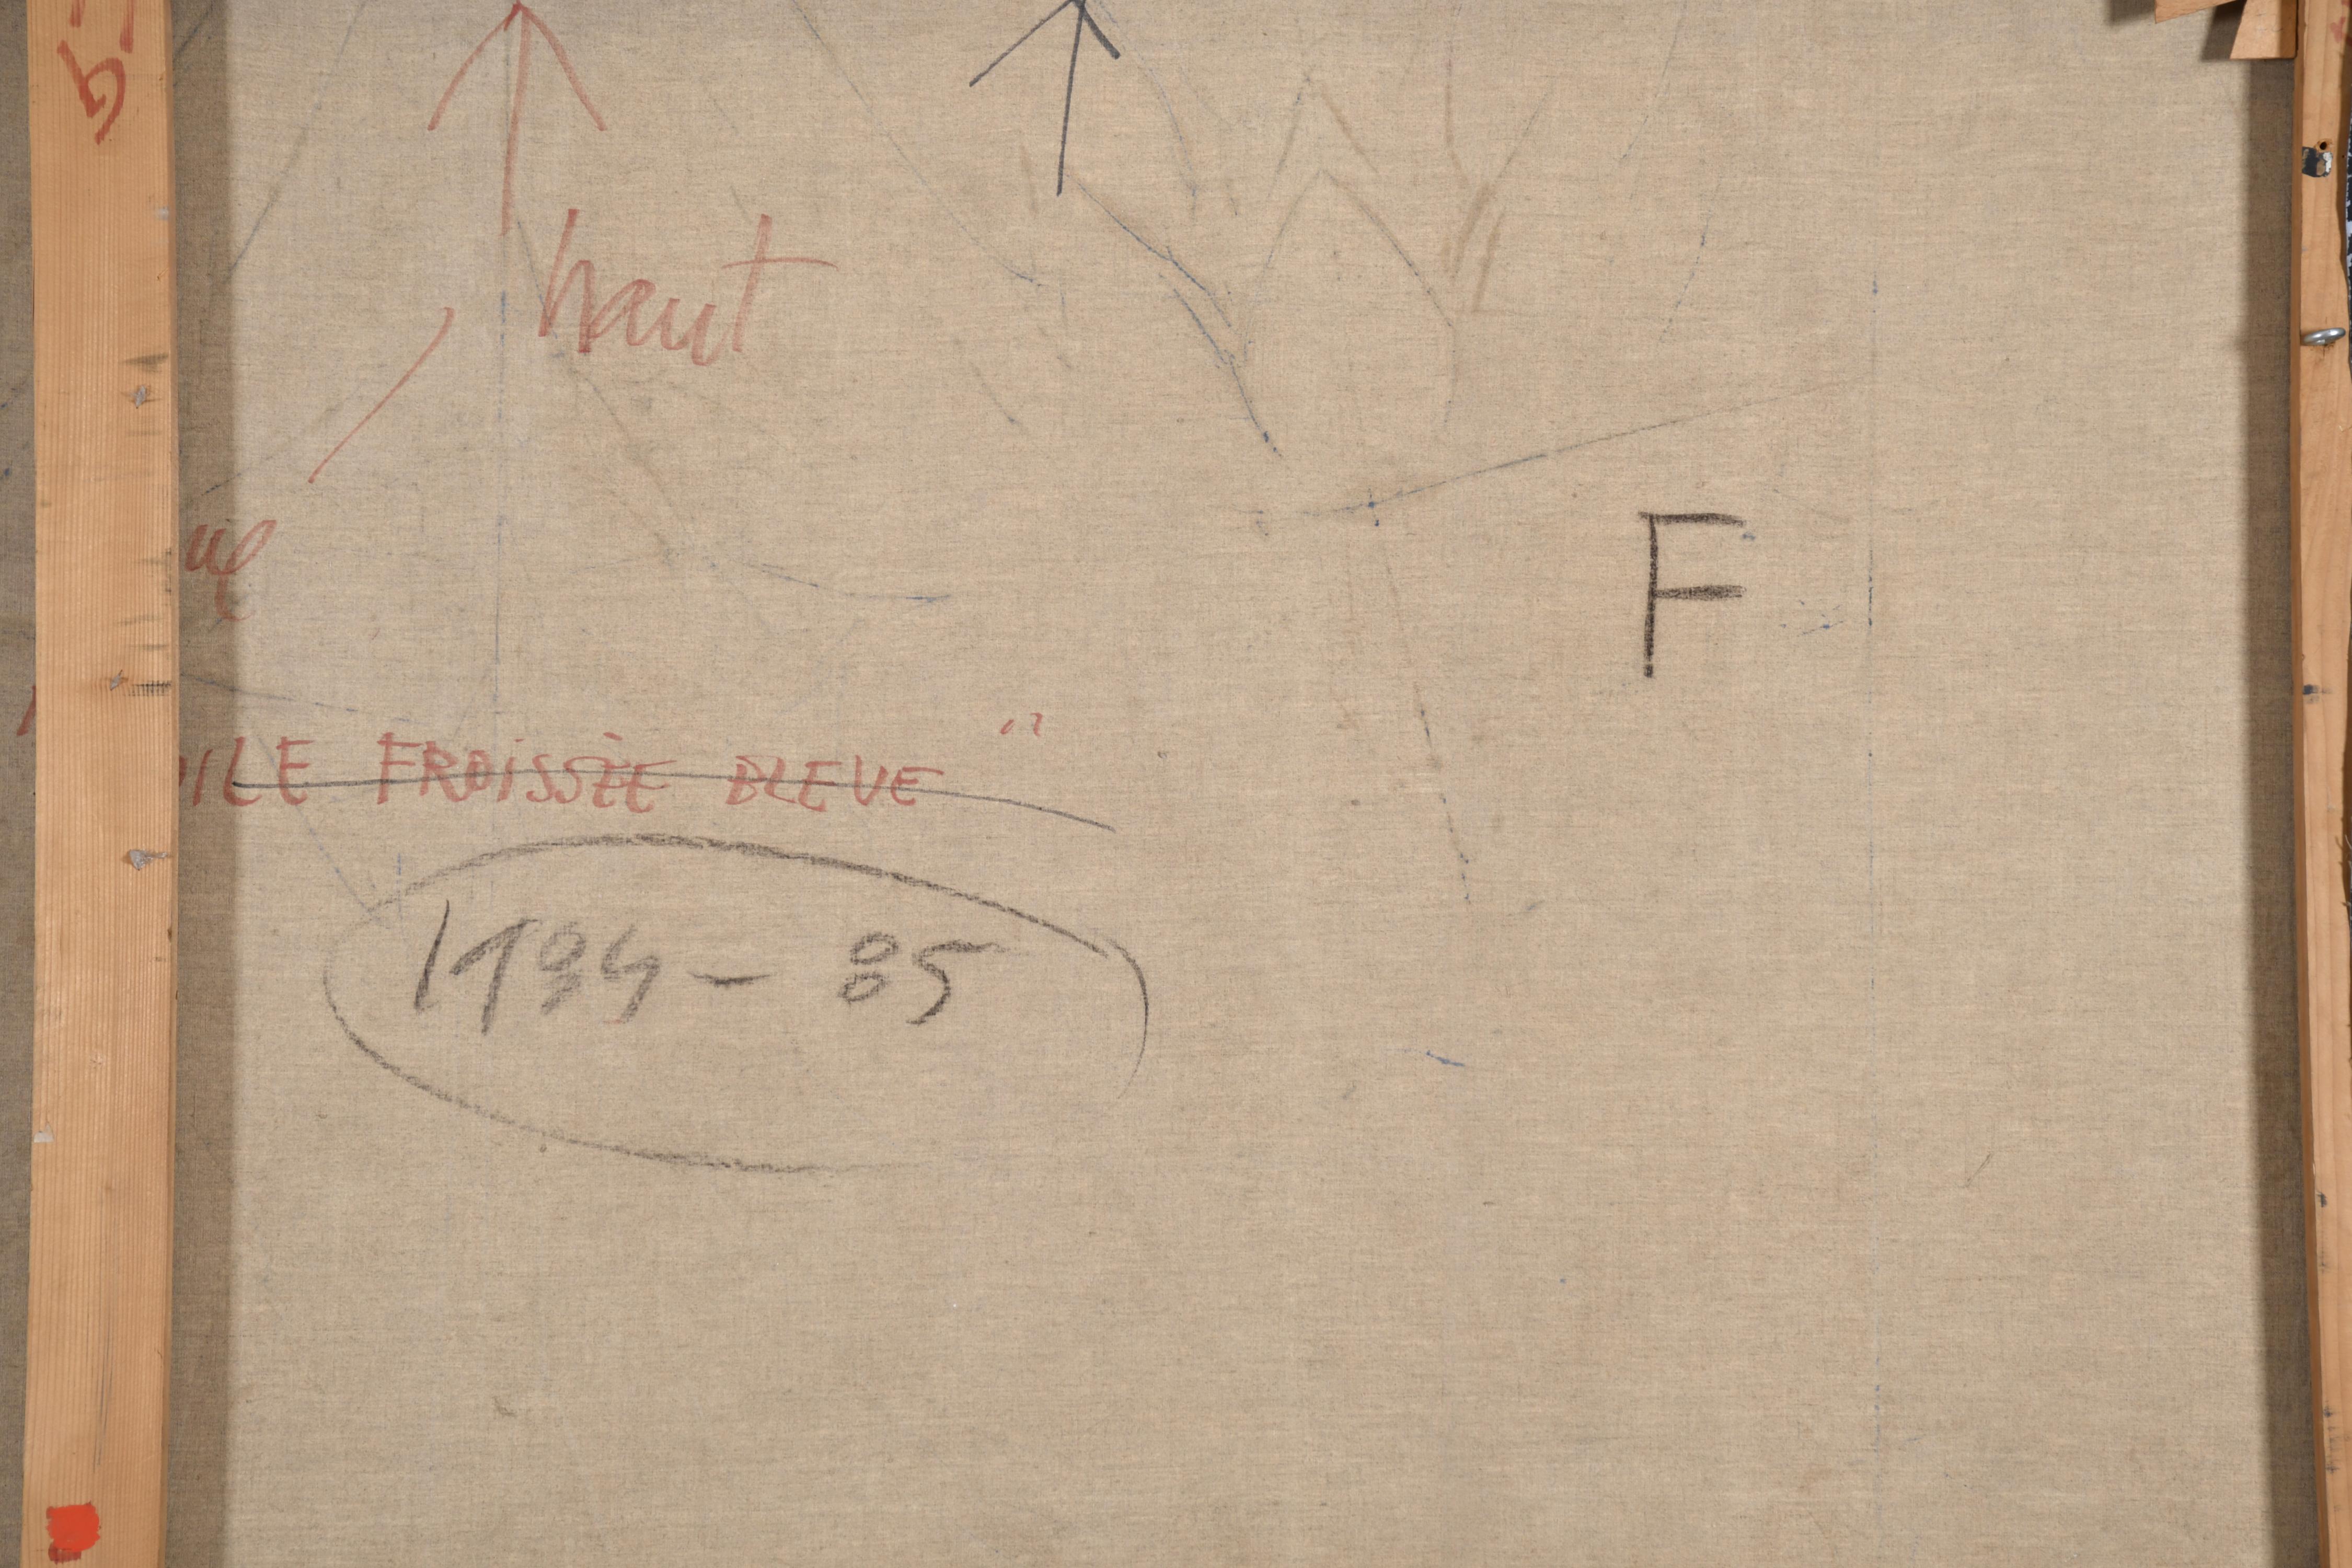 haut
ILE FROISSÉE BLEUE "
F
1984 - 85